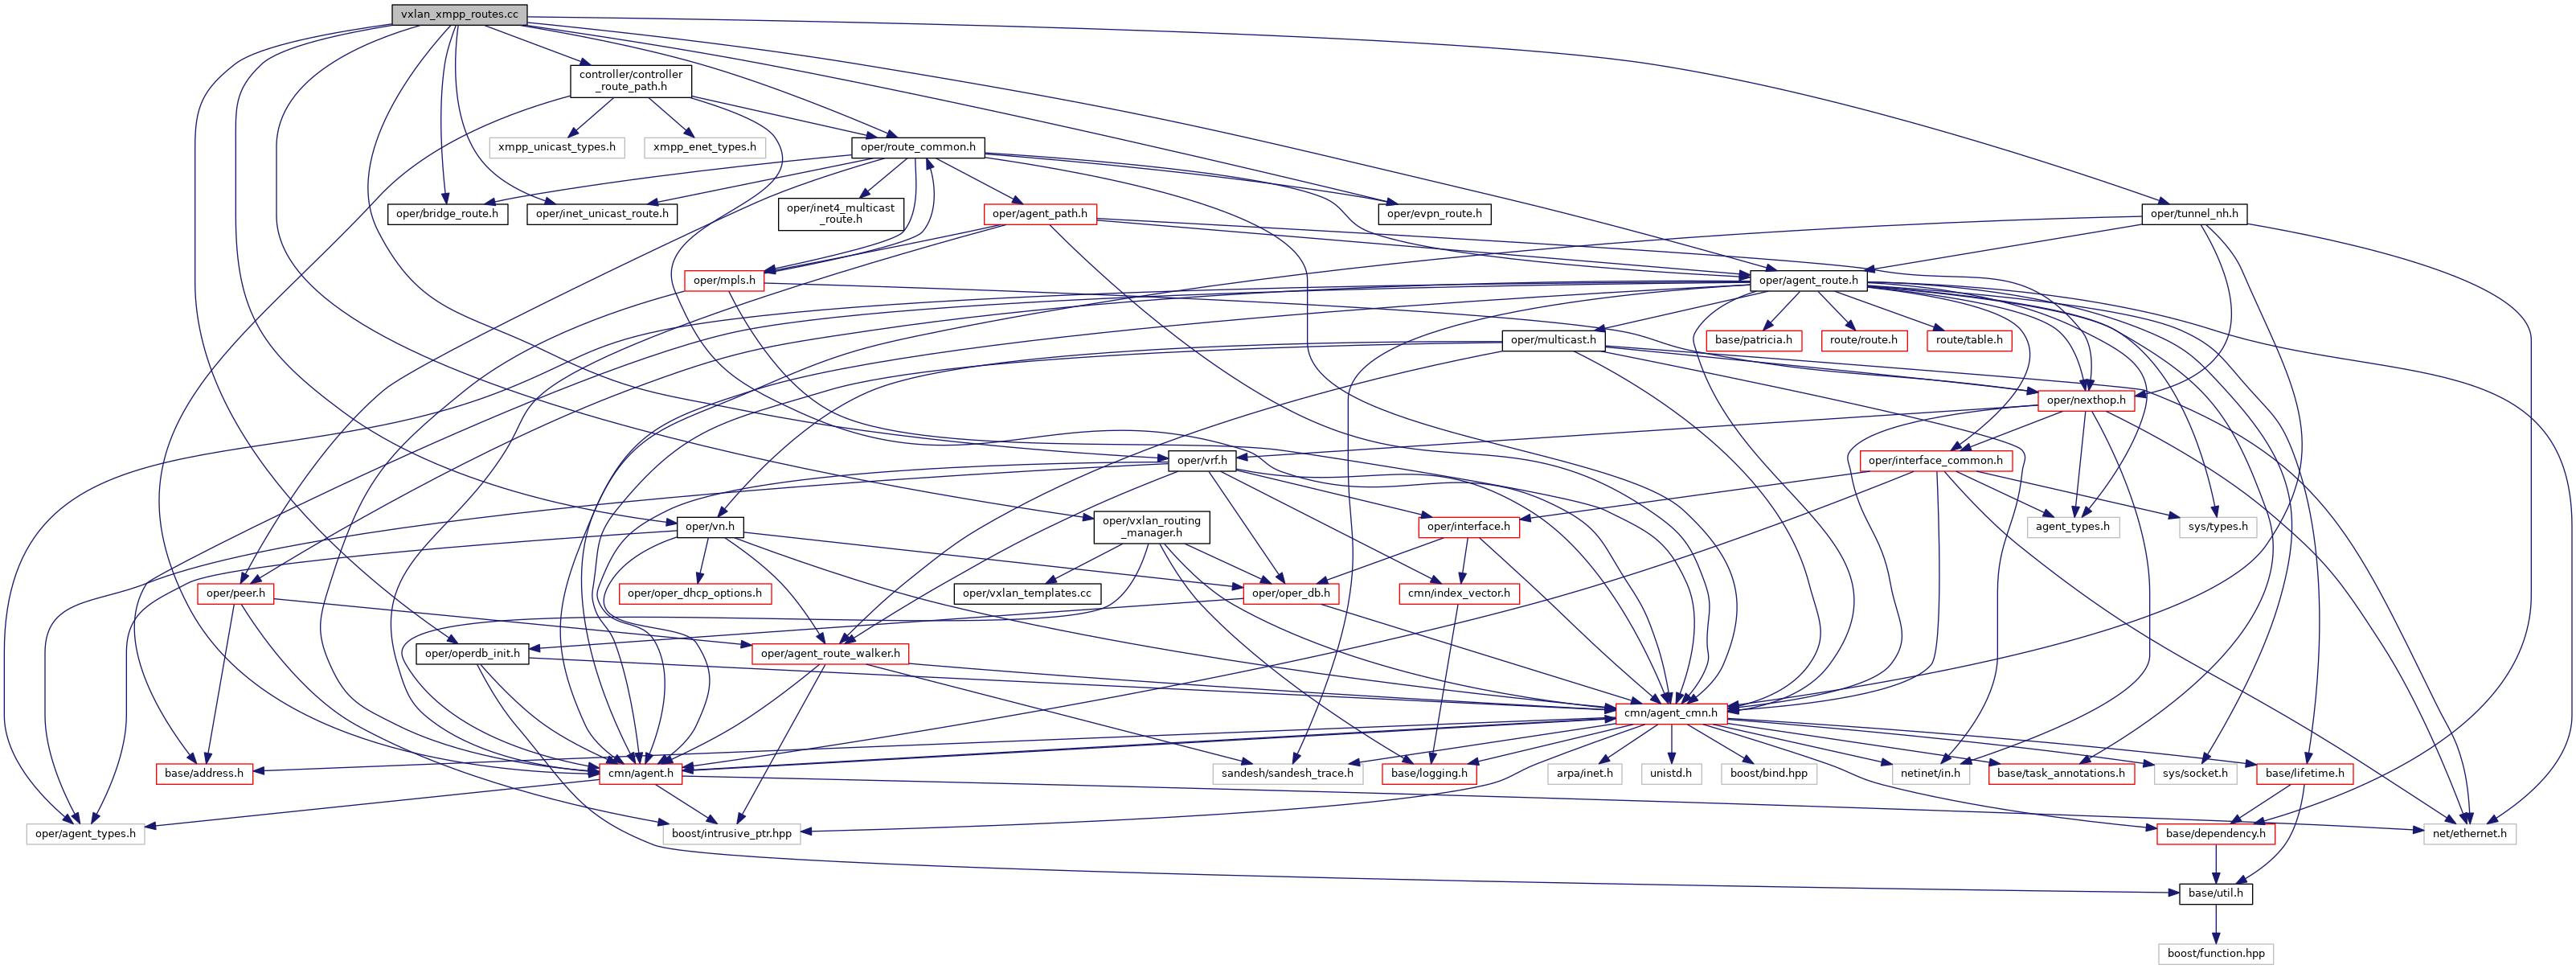 vxlan_xmpp_routes.cc
controller/controller
_route_path.h
xmpp_unicast_types.h
xmpp_enet_types.h
oper/route_common.h
oper/bridge_route.h
oper/inet_unicast_route.h
oper/inet4_multicast
_route.h
oper/agent_path.h
oper/evpn_route.h
oper/tunnel_nh.h
oper/mpls.h
oper/agent_route.h
oper/multicast.h
base/patricia.h
route/route.h
route/table.h
oper/nexthop.h
oper/vrf.h
oper/interface_common.h
oper/vn.h
oper/vxlan_routing
_manager.h
oper/interface.h
agent_types.h
sys/types.h
oper/peer.h
oper/oper_dhcp_options.h
oper/vxlan_templates.cc
oper/oper_db.h
cmn/index_vector.h
oper/operdb_init.h
oper/agent_route_walker.h
cmn/agent_cmn.h
base/address.h
cmn/agent.h
sandesh/sandesh_trace.h
base/logging.h
arpa/inet.h
unistd.h
boost/bind.hpp
netinet/in.h
base/task_annotations.h
sys/socket.h
base/lifetime.h
oper/agent_types.h
boost/intrusive_ptr.hpp
base/dependency.h
net/ethernet.h
base/util.h
boost/function.hpp